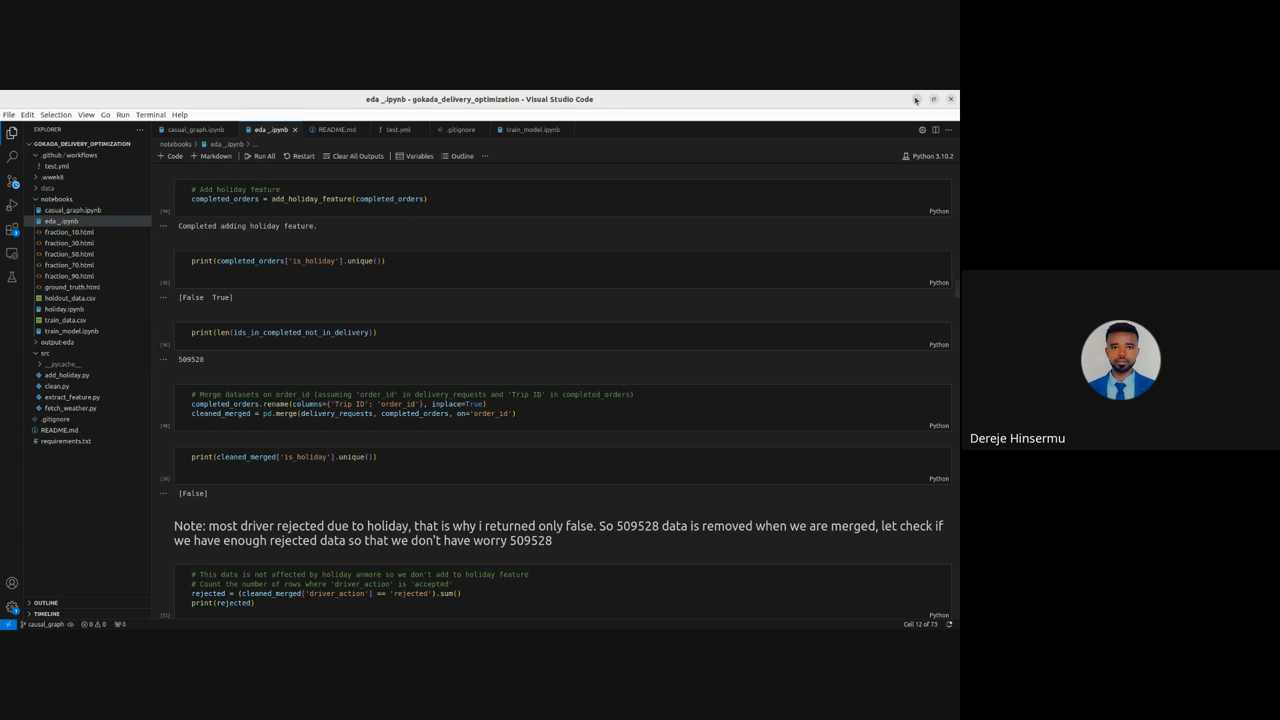 eda _.ipynb - gokada_delivery_optimization - Visual Studio Code
File Edit Selection View Go Run Terminal Help
EXPLORER
casual_graph.ipynb
eda _.ipynb
README.md
test.yml
.gitignore
train_model.ipynb
GOKADA_DELIVERY_OPTIMIZATION
.github/workflows
test.yml
.vwek8
data
notebooks
casual_graph.ipynb
eda _.ipynb
fraction_10.html
fraction_30.html
fraction_50.html
fraction_70.html
fraction_90.html
ground_truth.html
holdout_data.csv
holiday.ipynb
train_data.csv
train_model.ipynb
output-eda
src
__pycache__
add_holiday.py
clean.py
extract_feature.py
fetch_weather.py
.gitignore
README.md
requirements.txt
OUTLINE
TIMELINE
notebooks > eda _.ipynb > ...
+ Code + Markdown Run All Restart Clear All Outputs Variables Outline ... Python 3.10.2
# Add holiday feature
completed_orders = add_holiday_feature(completed_orders)
Python
Completed adding holiday feature.
print(completed_orders['is_holiday'].unique())
Python
[False  True]
print(len(ids_in_completed_not_in_delivery))
Python
509528
# Merge datasets on order_id (assuming 'order_id' in delivery_requests and 'Trip ID' in completed_orders)
completed_orders.rename(columns={'Trip ID': 'order_id'}, inplace=True)
cleaned_merged = pd.merge(delivery_requests, completed_orders, on='order_id')
Python
print(cleaned_merged['is_holiday'].unique())
Python
[False]
Note: most driver rejected due to holiday, that is why i returned only false. So 509528 data is removed when we are merged, let check if
we have enough rejected data so that we don't have worry 509528
# This data is not affected by holiday anmore so we don't add to holiday feature
# Count the number of rows where 'driver_action' is 'accepted'
rejected = (cleaned_merged['driver_action'] == 'rejected').sum()
print(rejected)
Python
causal_graph 0 0 0 Cell 12 of 73
Dereje Hinsermu